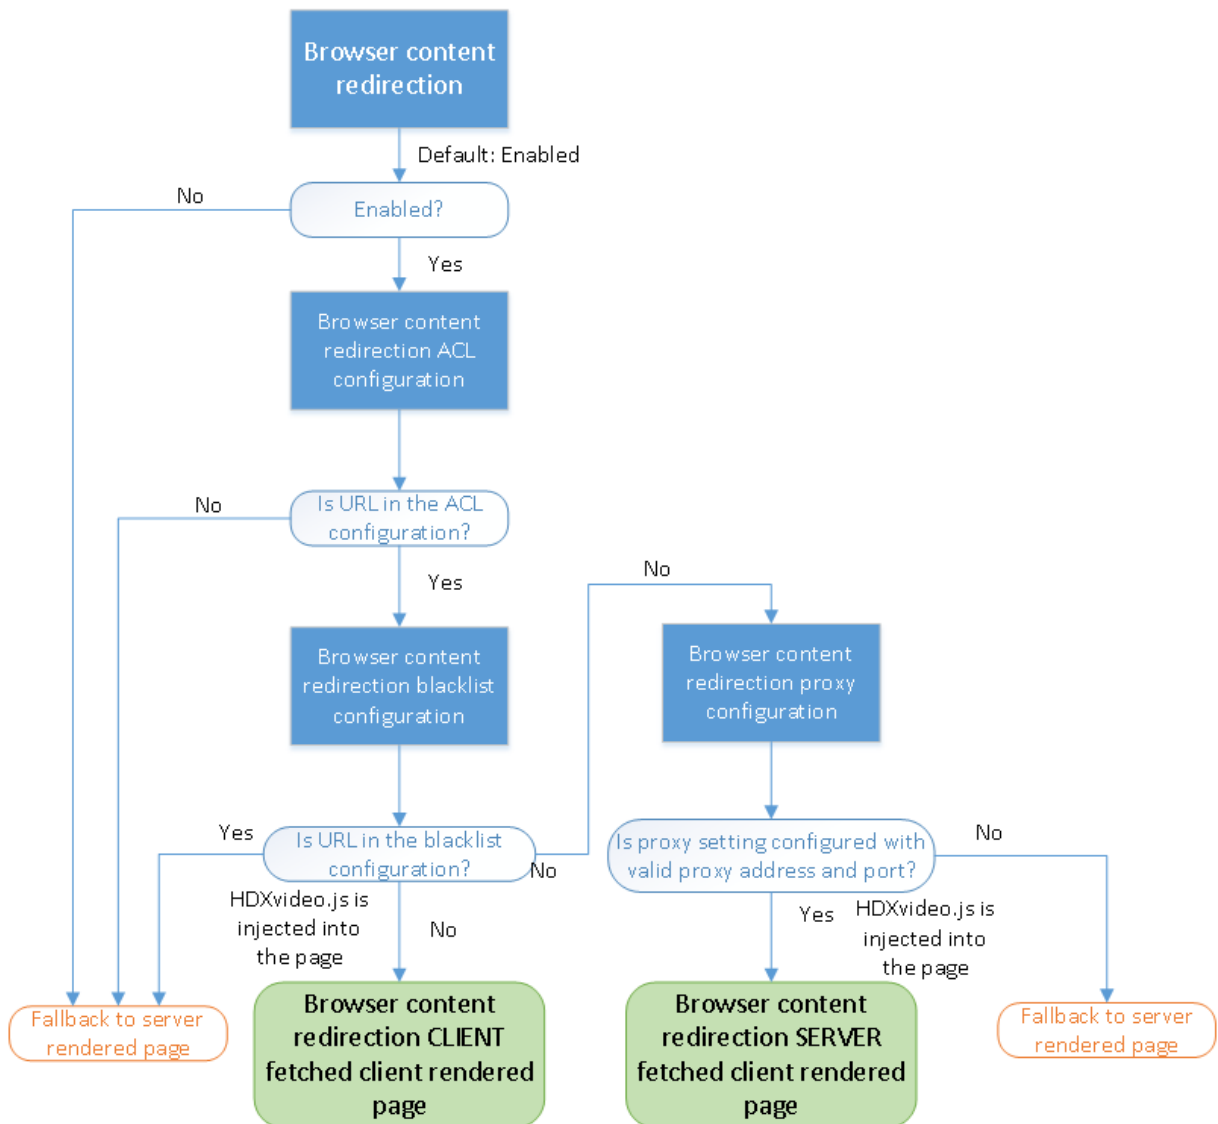 Browser content
redirection
Default: Enabled
No
Enabled?
Yes
Browser content
redirection ACL
configuration
No
Is URL in the ACL
configuration?
Yes
No
Browser content
redirection blacklist
configuration
Browser content
redirection proxy
configuration
Yes
Is URL in the blacklist
configuration?
No
Is proxy setting configured with
valid proxy address and port?
No
HDXvideo.js is
injected into
the page
No
Yes
HDXvideo.js is
injected into
the page
Fallback to server
rendered page
Browser content
redirection CLIENT
fetched client rendered
page
Browser content
redirection SERVER
fetched client rendered
page
Fallback to server
rendered page